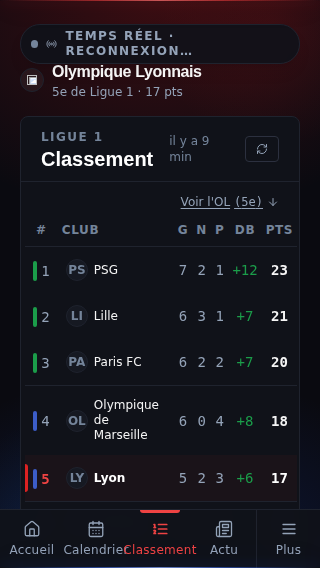 TEMPS RÉEL ·
RECONNEXION…
Olympique Lyonnais
5e de Ligue 1 · 17 pts
LIGUE 1
Classement
il y a 9
min
Voir l'OL (5e) ↓
# CLUB G N P DB PTS
1 PS PSG 7 2 1 +12 23
2 LI Lille 6 3 1 +7 21
3 PA Paris FC 6 2 2 +7 20
4 OL Olympique de Marseille 6 0 4 +8 18
5 LY Lyon 5 2 3 +6 17
Accueil Calendrier Classement Actu Plus